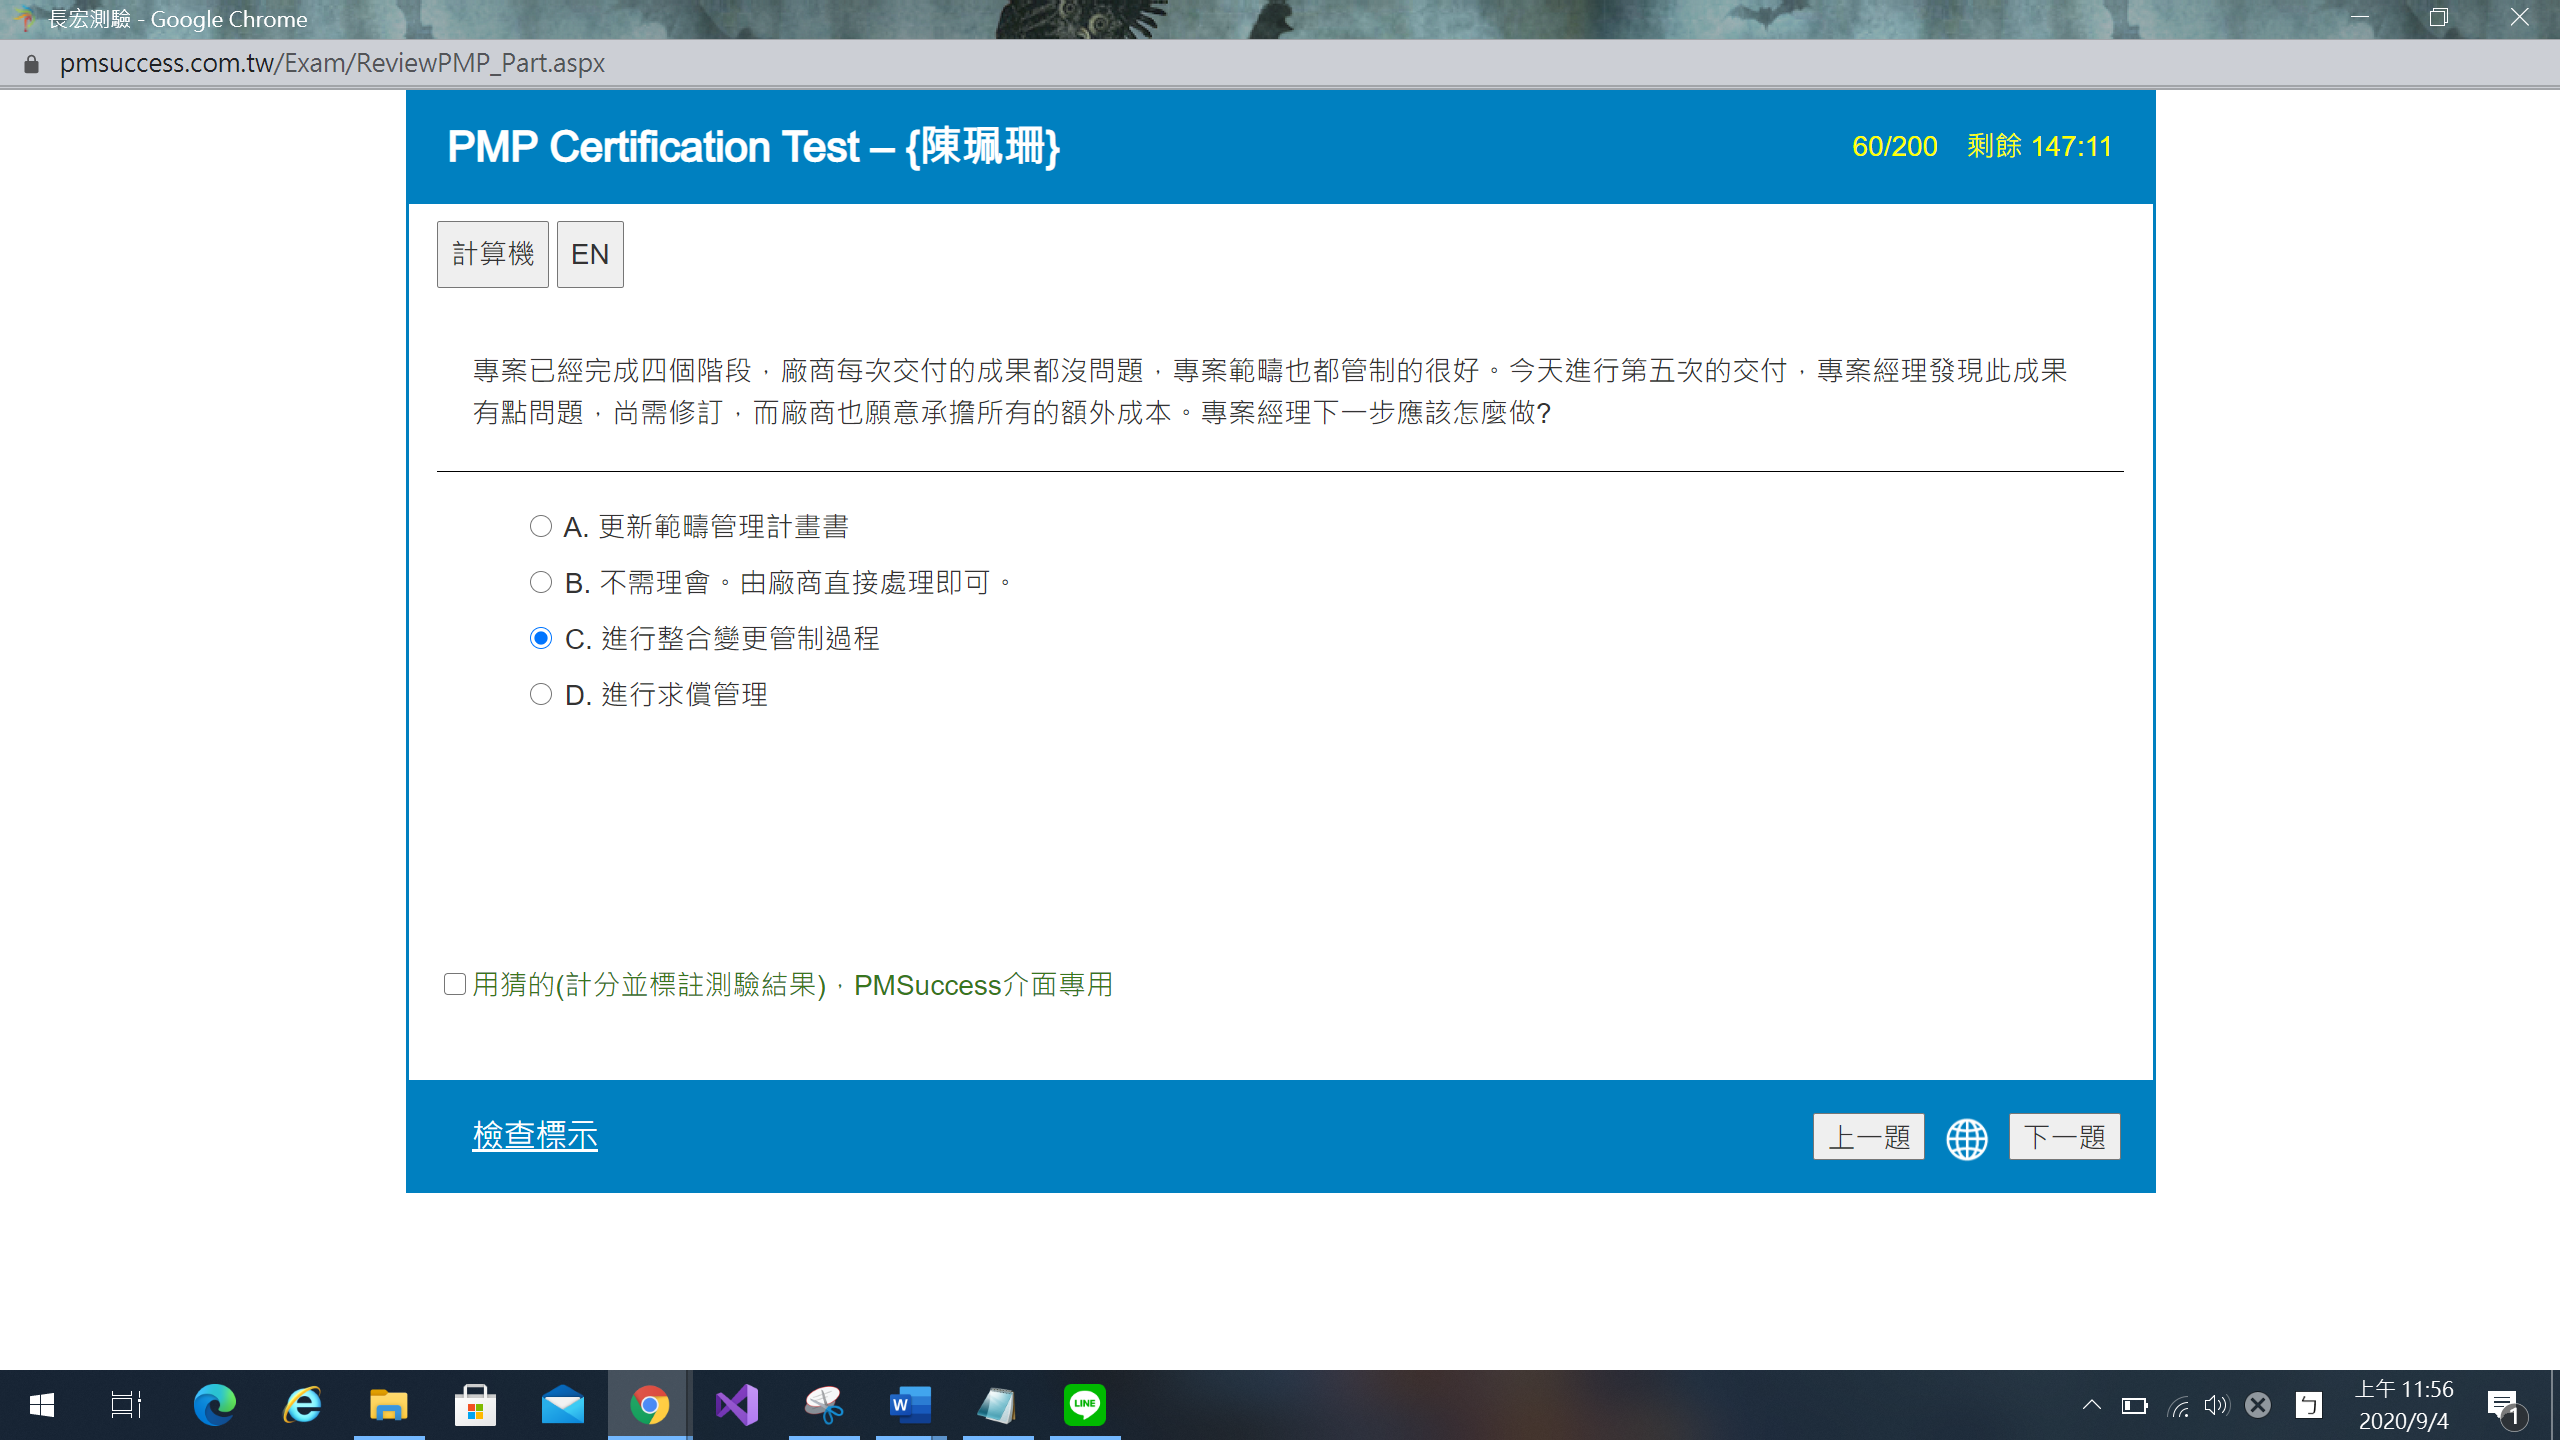 長宏測驗 - Google Chrome
pmsuccess.com.tw/Exam/ReviewPMP_Part.aspx
PMP Certification Test – {陳珮珊}
60/200 剩餘 147:11
計算機 EN
專案已經完成四個階段，廠商每次交付的成果都沒問題，專案範疇也都管制的很好。今天進行第五次的交付，專案經理發現此成果
有點問題，尚需修訂，而廠商也願意承擔所有的額外成本。專案經理下一步應該怎麼做?
A. 更新範疇管理計畫書
B. 不需理會。由廠商直接處理即可。
C. 進行整合變更管制過程
D. 進行求償管理
用猜的(計分並標註測驗結果)，PMSuccess介面專用
檢查標示
上一題 下一題
W
LINE
ㄅ
上午 11:56
2020/9/4
1